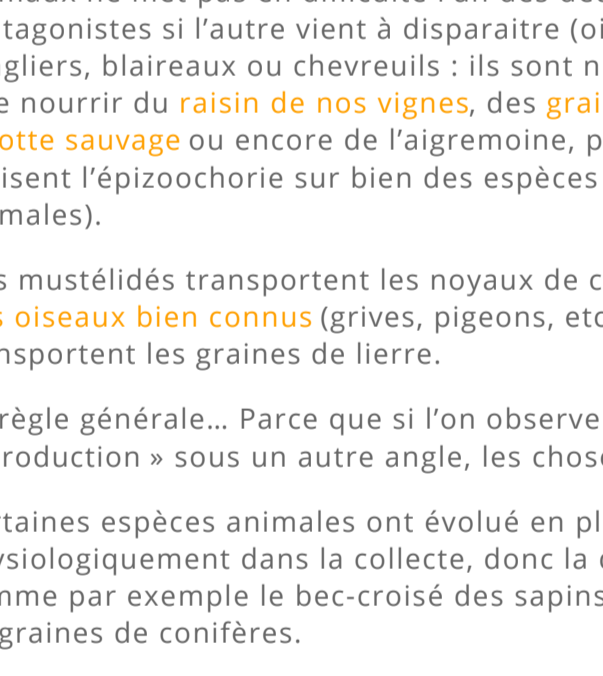 tagonistes si l’autre vient à disparaitre (oi
gliers, blaireaux ou chevreuils : ils sont n
e nourrir du raisin de nos vignes, des grai
otte sauvage ou encore de l’aigremoine, p
isent l’épizoochorie sur bien des espèces
males).
s mustélidés transportent les noyaux de c
s oiseaux bien connus (grives, pigeons, etc
nsportent les graines de lierre.
règle générale… Parce que si l’on observe
roduction » sous un autre angle, les chose
taines espèces animales ont évolué en pl
ysiologiquement dans la collecte, donc la c
mme par exemple le bec-croisé des sapins
graines de conifères.